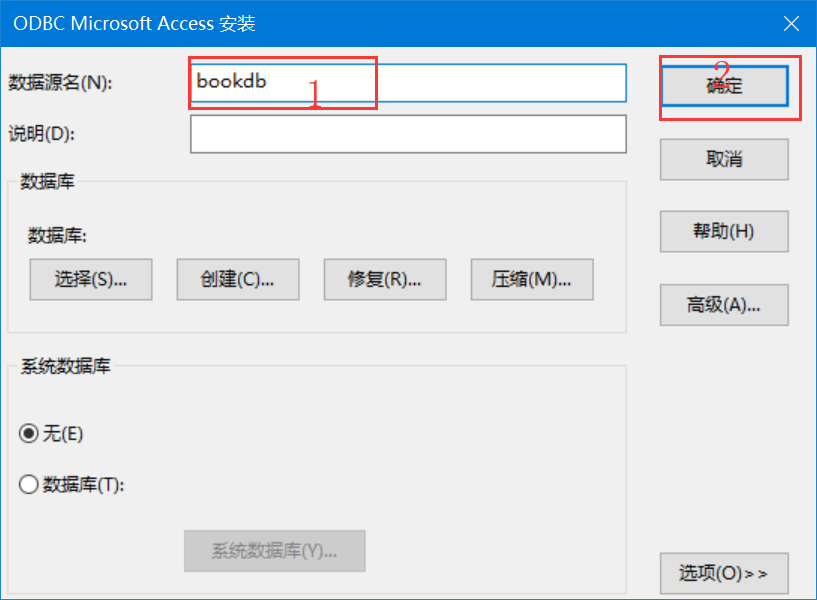 ODBC Microsoft Access 安装
数据源名(N):
bookdb
1
2
确定
说明(D):
取消
数据库
帮助(H)
数据库:
选择(S)...
创建(C)...
修复(R)...
压缩(M)...
高级(A)...
系统数据库
无(E)
数据库(T):
系统数据库(Y)...
选项(O)>>